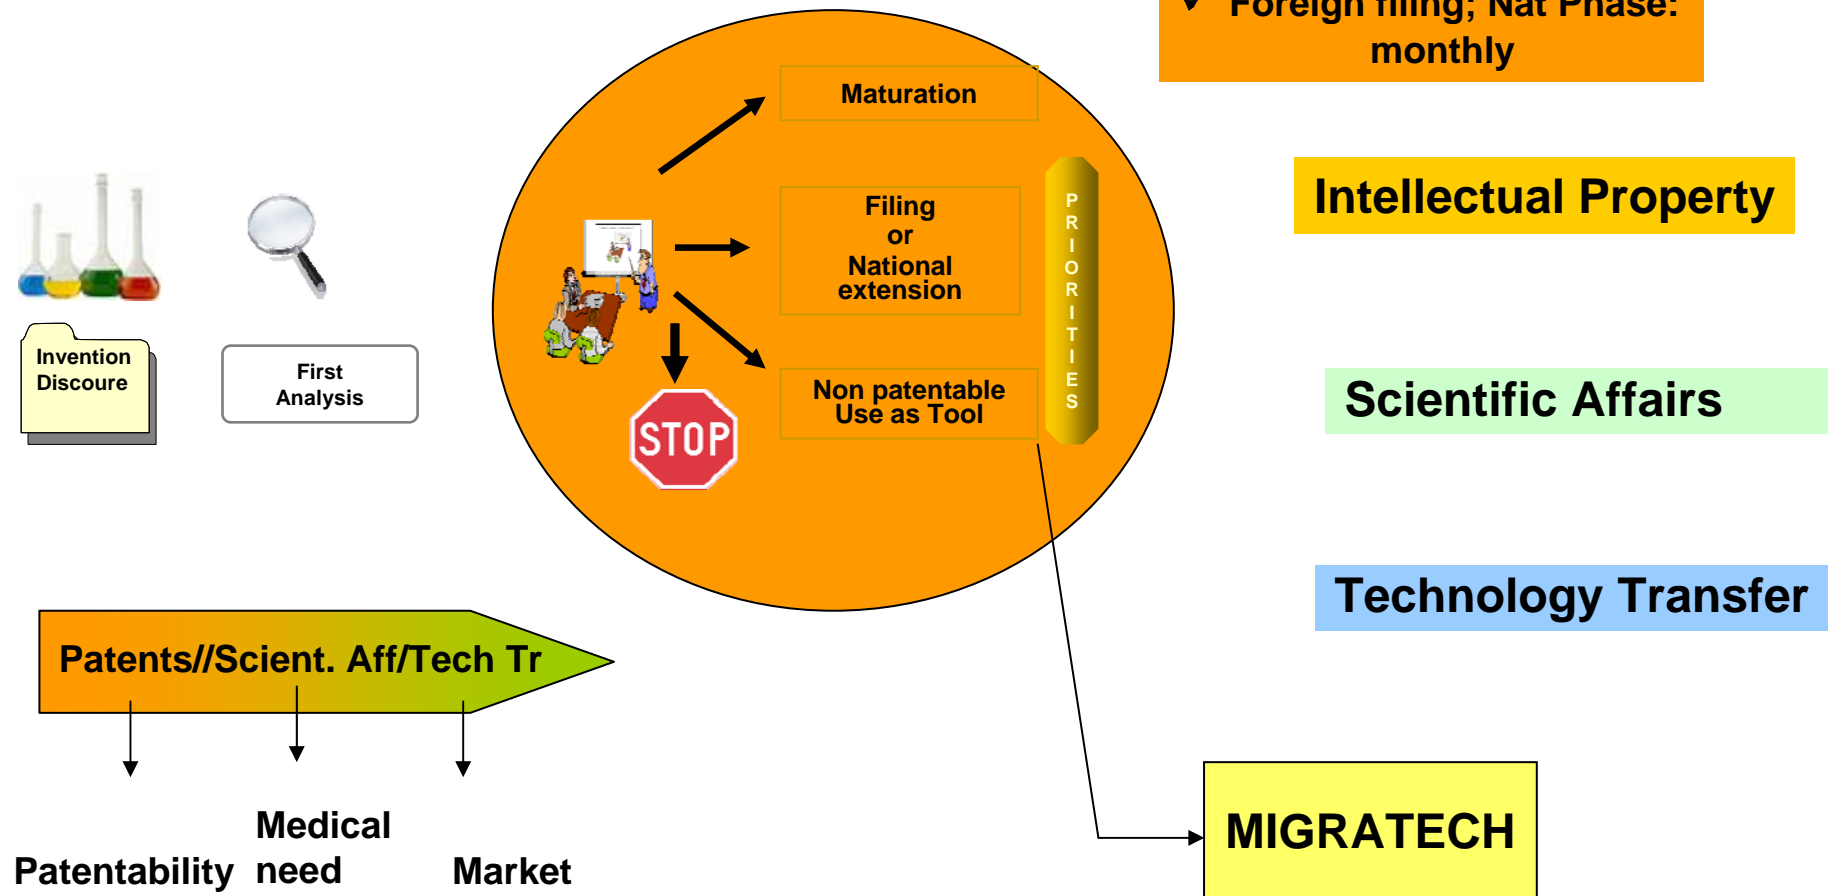 Foreign filing; Nat Phase:
monthly
Maturation
Filing
or
National
extension
PRIORITIES
Non patentable
Use as Tool
STOP
Invention
Discoure
First
Analysis
Intellectual Property
Scientific Affairs
Technology Transfer
Patents//Scient. Aff/Tech Tr
Patentability
Medical
need
Market
MIGRATECH